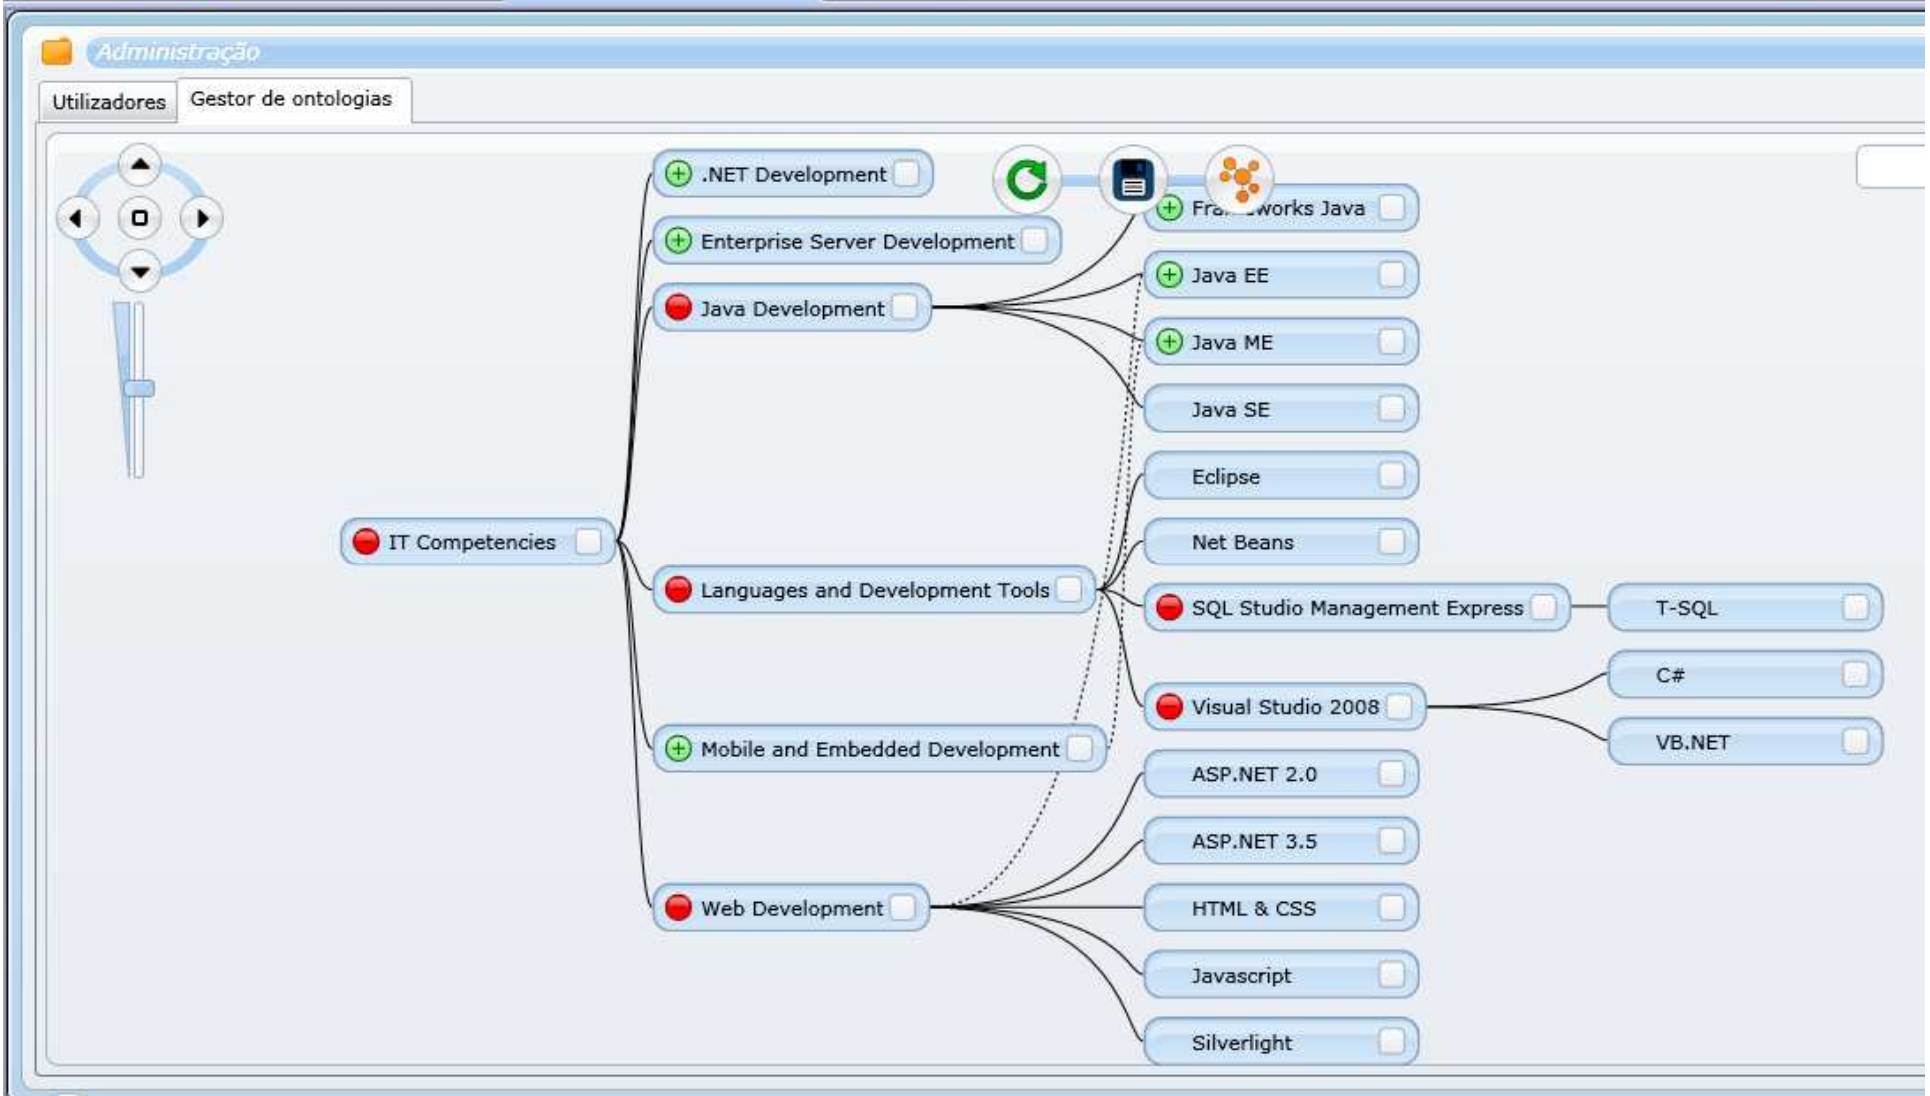 Administração
Utilizadores
Gestor de ontologias
.NET Development
Enterprise Server Development
Java Development
IT Competencies
Languages and Development Tools
Mobile and Embedded Development
Web Development
Java EE
Java ME
Java SE
Eclipse
Net Beans
SQL Studio Management Express
Visual Studio 2008
ASP.NET 2.0
ASP.NET 3.5
HTML & CSS
Javascript
Silverlight
T-SQL
C#
VB.NET
Frameworks Java